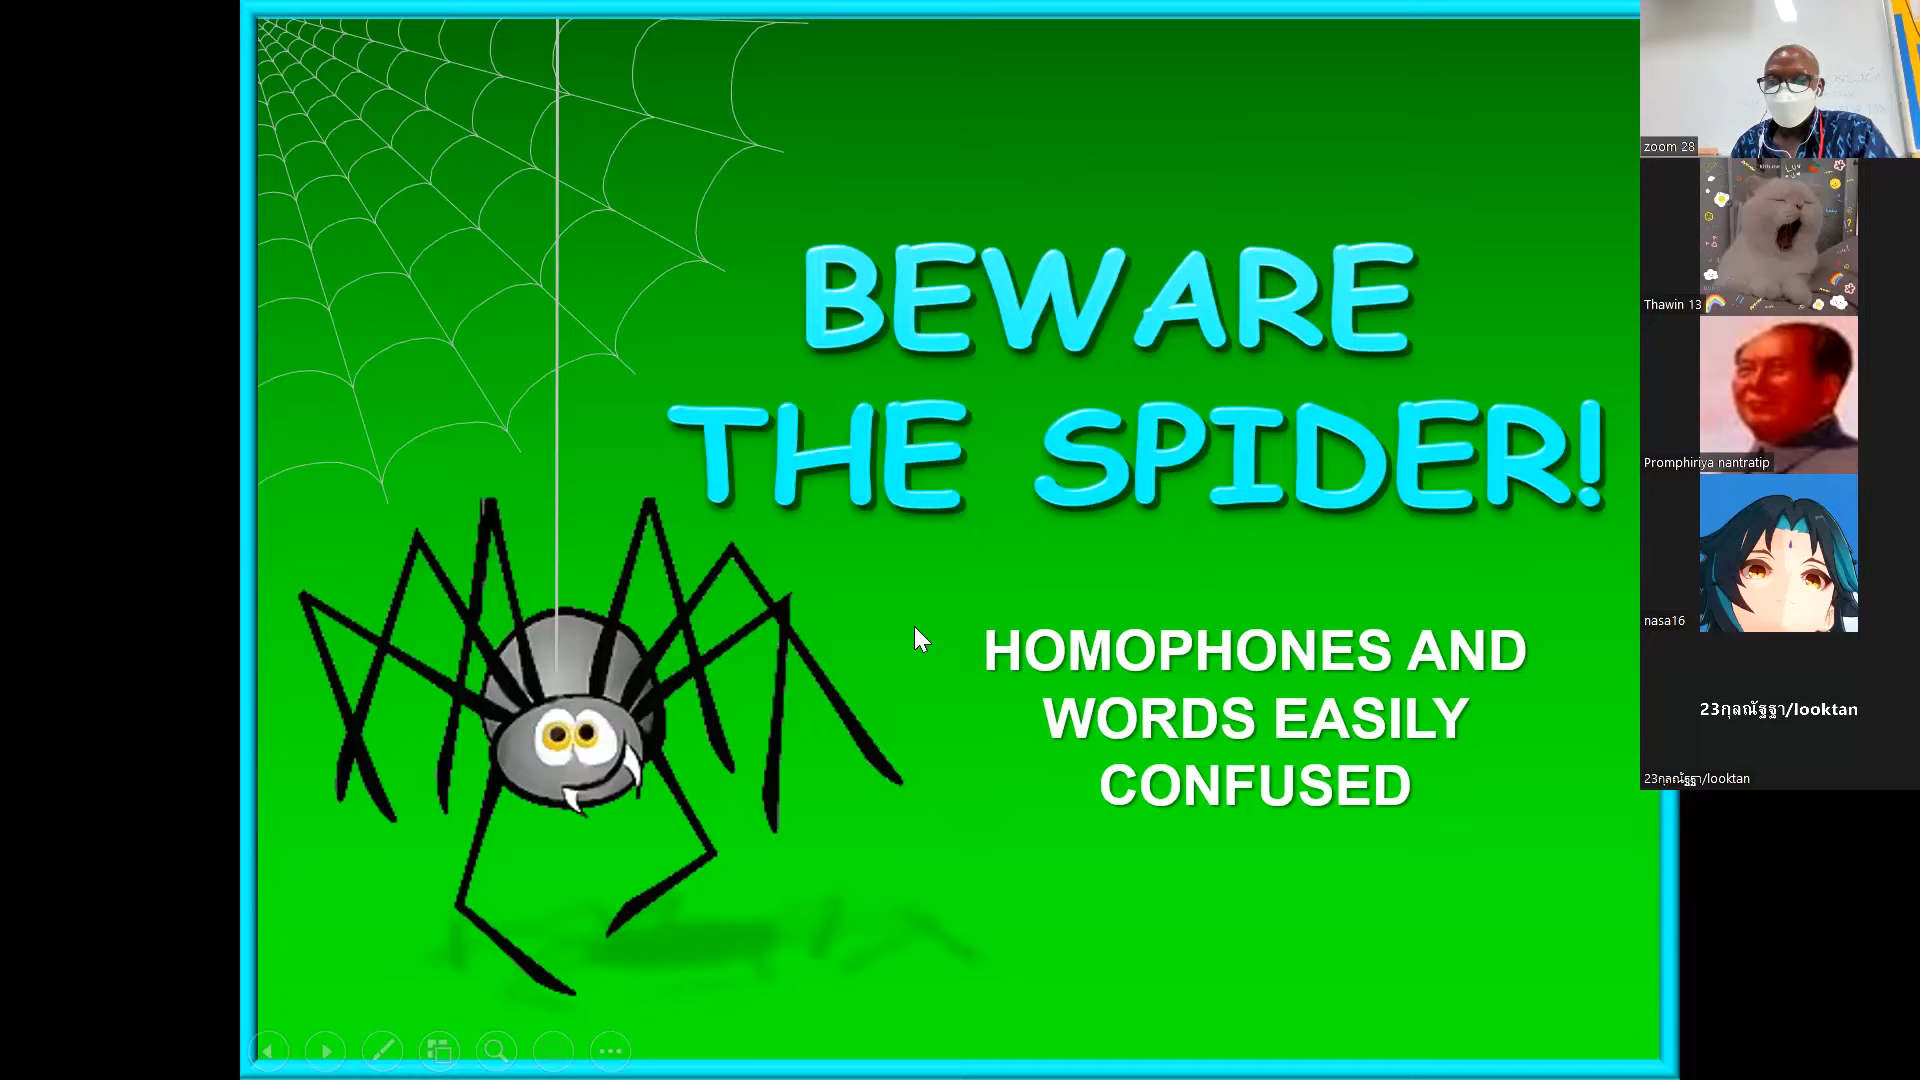 BEWARE
THE SPIDER!
HOMOPHONES AND
WORDS EASILY
CONFUSED
zoom 28
Thawin 13
Promphiriya nantratip
nasa16
23กุลณัฐฐา/looktan
23กุลณัฐฐา/looktan